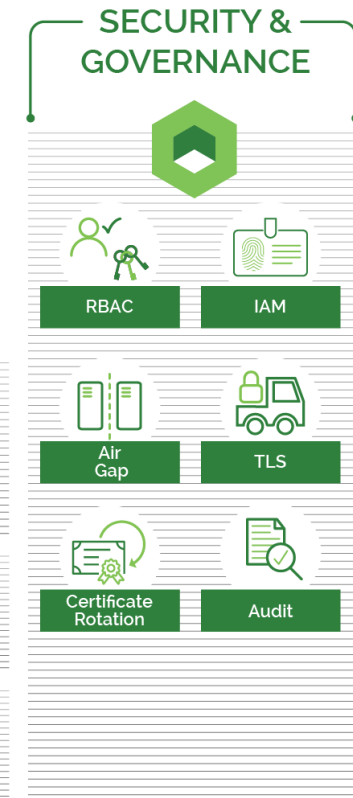 SECURITY &
GOVERNANCE
RBAC
IAM
Air
Gap
TLS
Certificate
Rotation
Audit